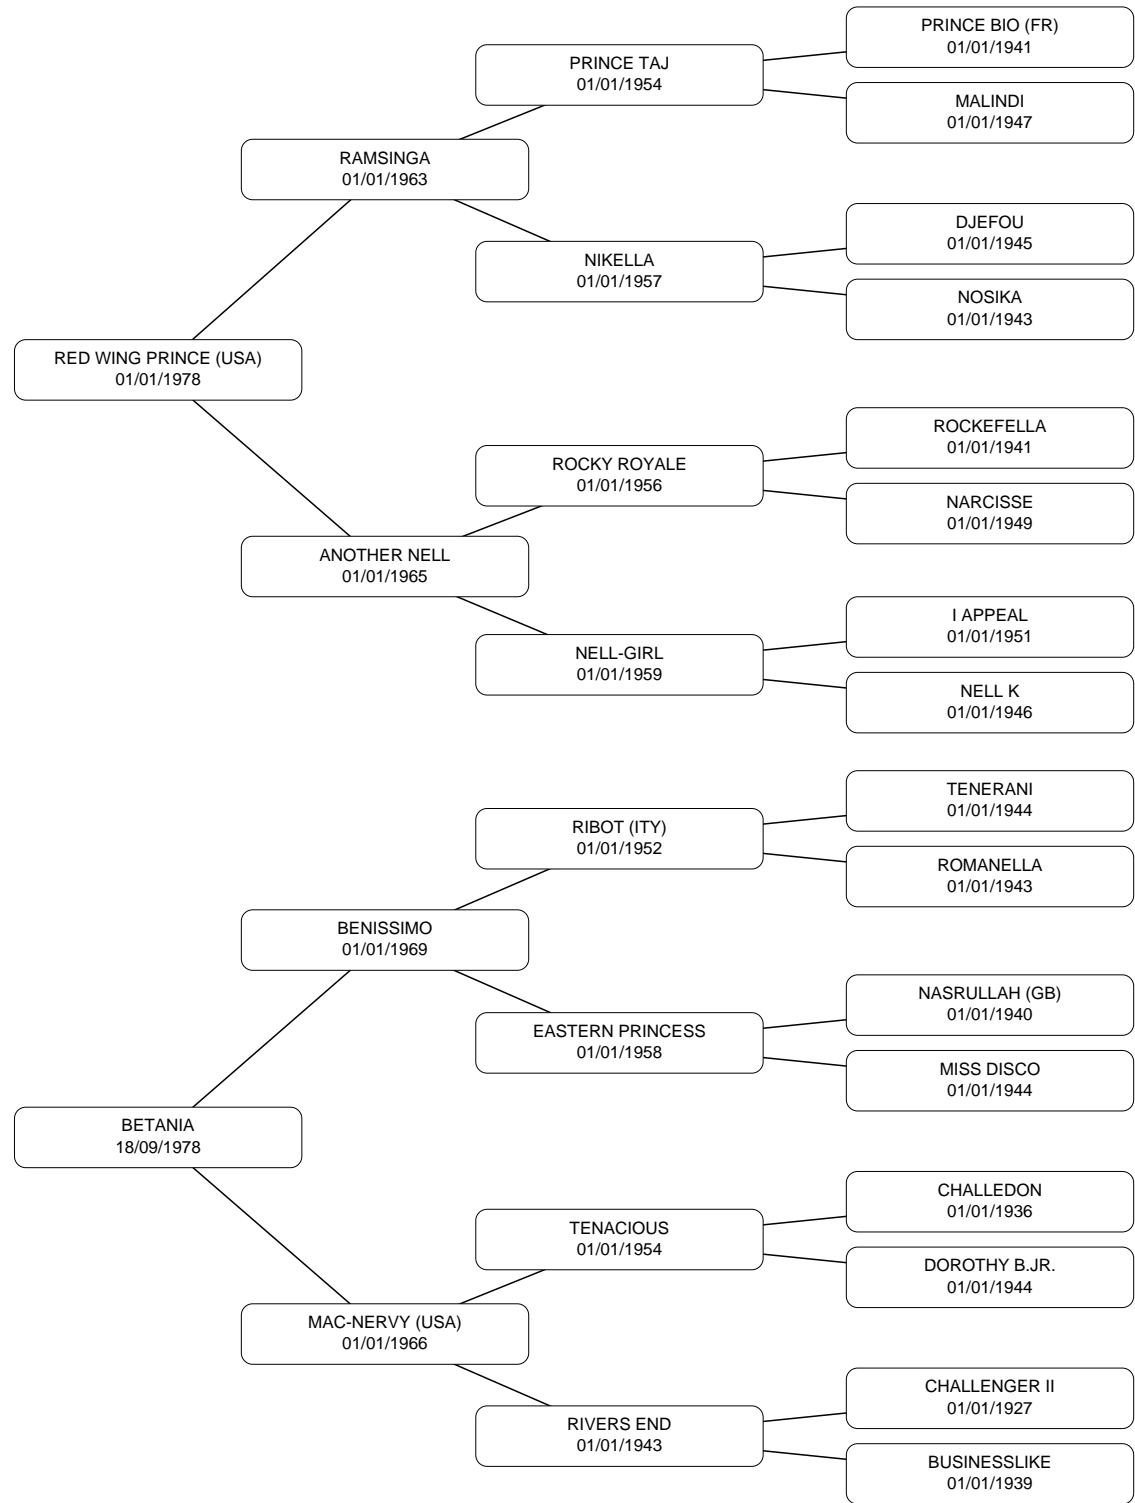 PRINCE BIO (FR)
01/01/1941
PRINCE TAJ
01/01/1954
MALINDI
01/01/1947
RAMSINGA
01/01/1963
DJEFOU
01/01/1945
NIKELLA
01/01/1957
NOSIKA
01/01/1943
RED WING PRINCE (USA)
01/01/1978
ROCKEFELLA
01/01/1941
ROCKY ROYALE
01/01/1956
NARCISSE
01/01/1949
ANOTHER NELL
01/01/1965
I APPEAL
01/01/1951
NELL-GIRL
01/01/1959
NELL K
01/01/1946
TENERANI
01/01/1944
RIBOT (ITY)
01/01/1952
ROMANELLA
01/01/1943
BENISSIMO
01/01/1969
NASRULLAH (GB)
01/01/1940
EASTERN PRINCESS
01/01/1958
MISS DISCO
01/01/1944
BETANIA
18/09/1978
CHALLEDON
01/01/1936
TENACIOUS
01/01/1954
DOROTHY B.JR.
01/01/1944
MAC-NERVY (USA)
01/01/1966
CHALLENGER II
01/01/1927
RIVERS END
01/01/1943
BUSINESSLIKE
01/01/1939